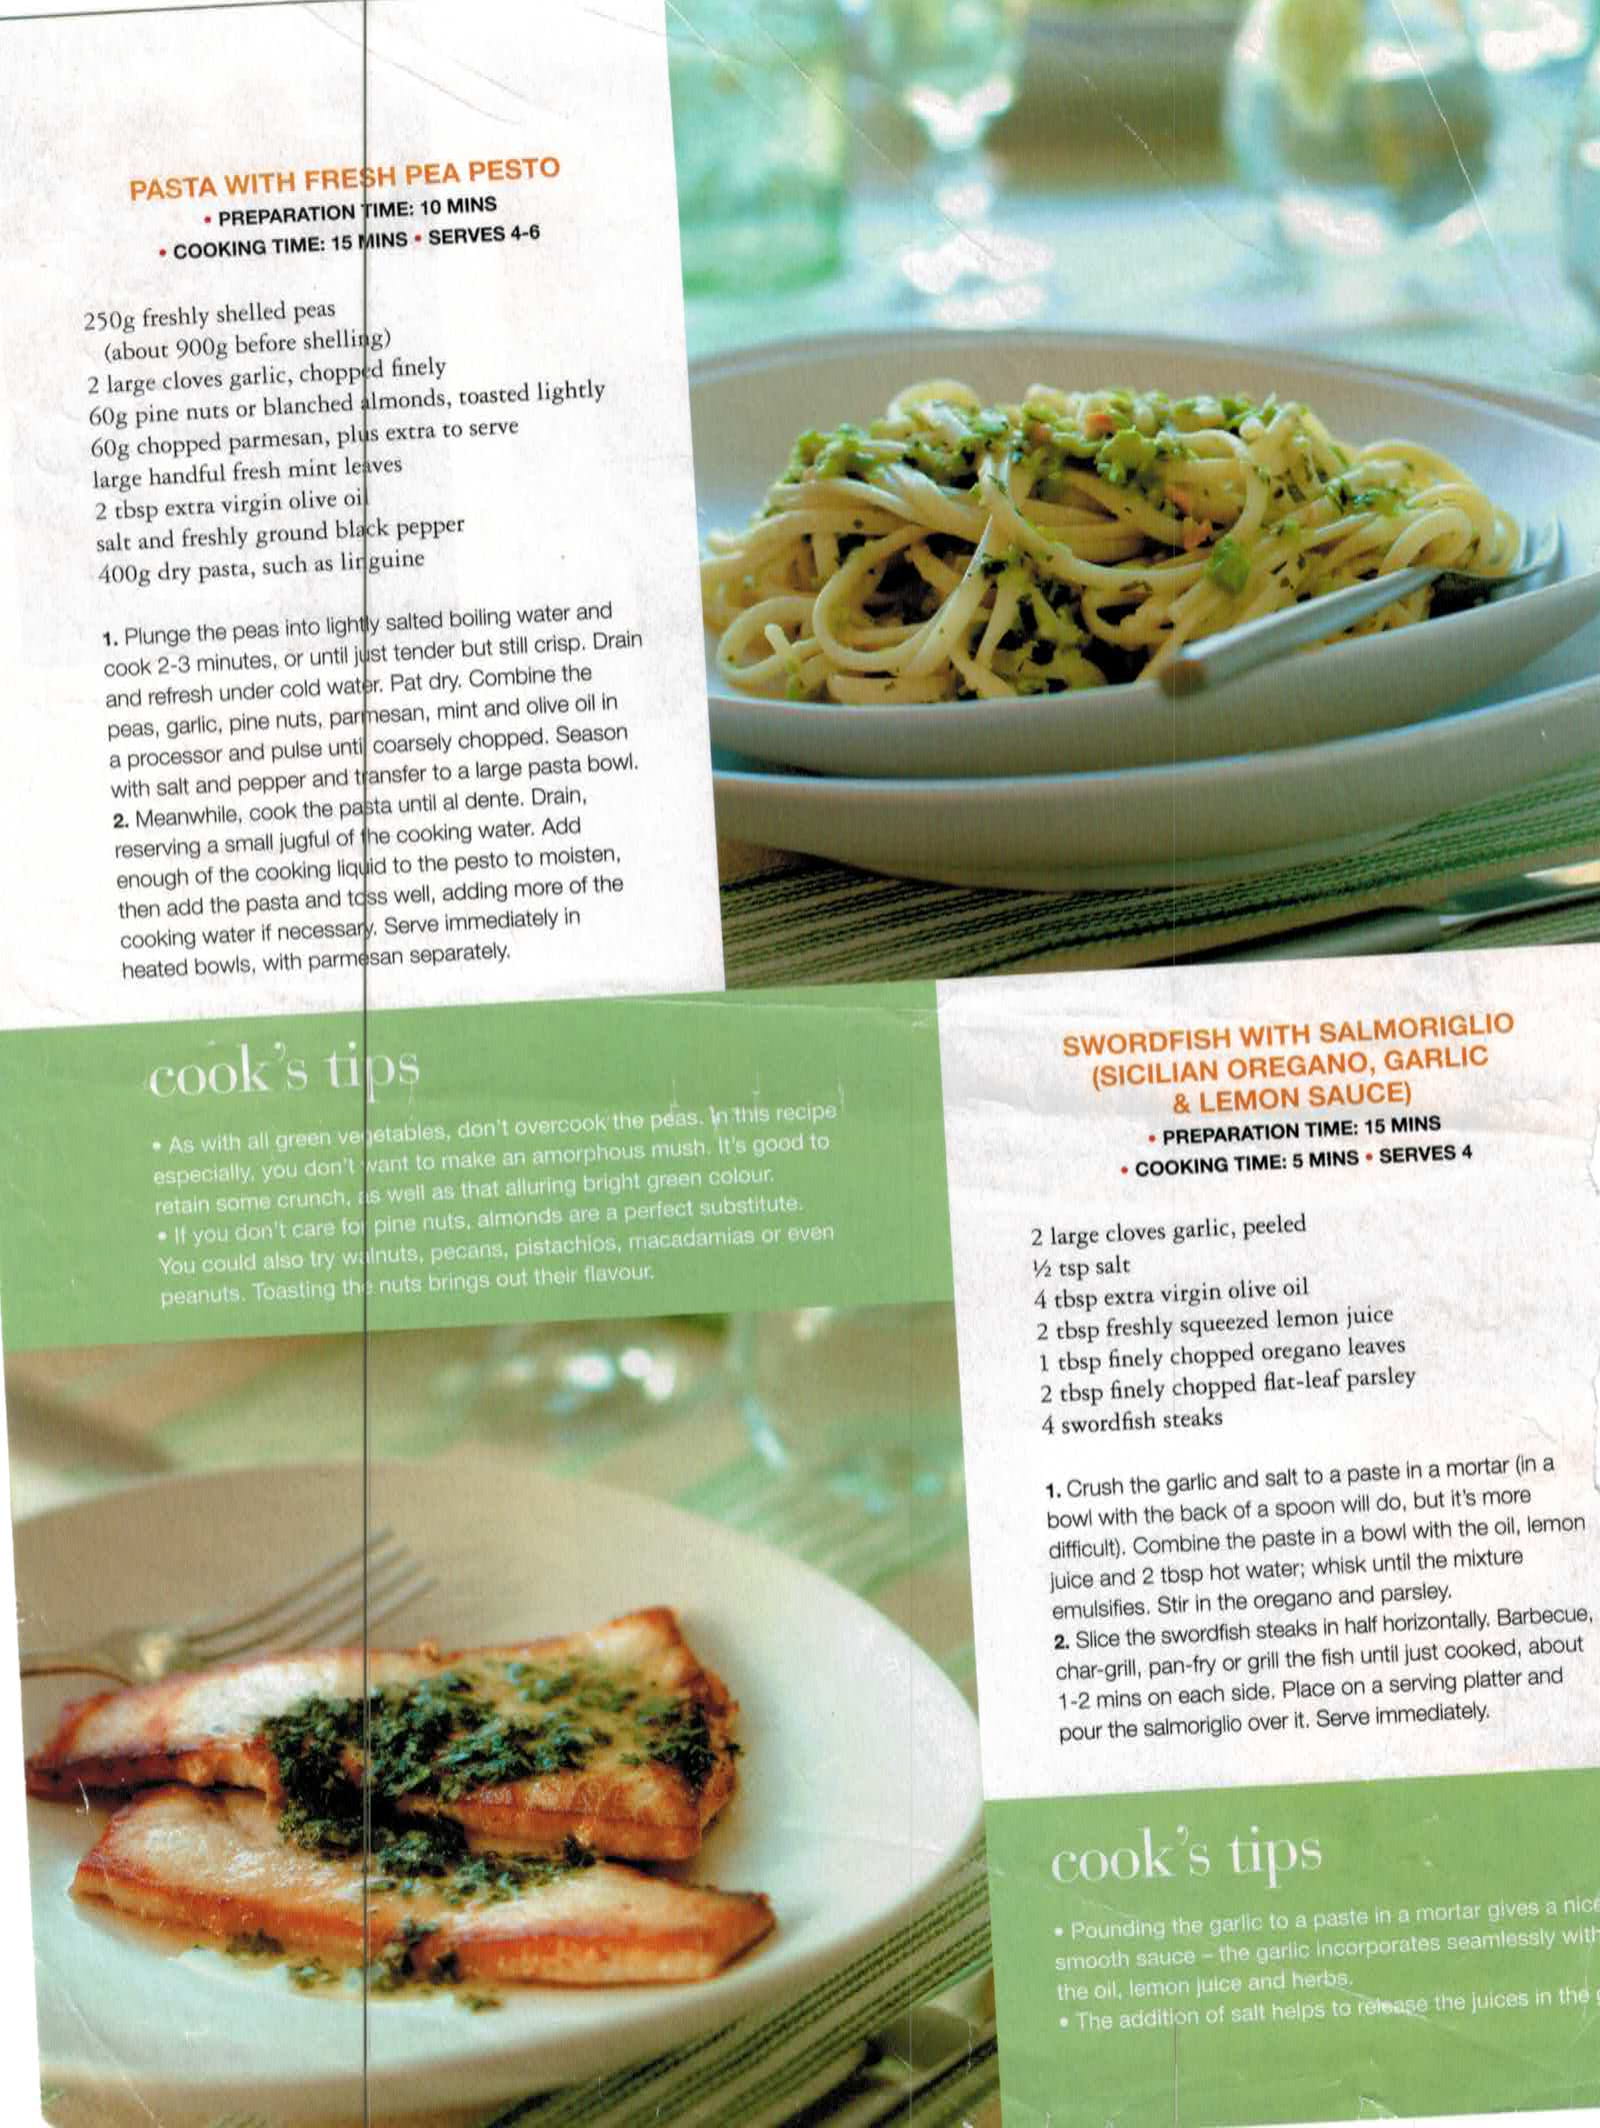 PASTA WITH FRESH PEA PESTO
• PREPARATION TIME: 10 MINS
• COOKING TIME: 15 MINS • SERVES 4-6
250g freshly shelled peas
(about 900g before shelling)
2 large cloves garlic, chopped finely
60g pine nuts or blanched almonds, toasted lightly
60g chopped parmesan, plus extra to serve
large handful fresh mint leaves
2 tbsp extra virgin olive oil
salt and freshly ground black pepper
400g dry pasta, such as linguine
1. Plunge the peas into lightly salted boiling water and
cook 2-3 minutes, or until just tender but still crisp. Drain
and refresh under cold water. Pat dry. Combine the
peas, garlic, pine nuts, parmesan, mint and olive oil in
a processor and pulse until coarsely chopped. Season
with salt and pepper and transfer to a large pasta bowl.
2. Meanwhile, cook the pasta until al dente. Drain,
reserving a small jugful of the cooking water. Add
enough of the cooking liquid to the pesto to moisten,
then add the pasta and toss well, adding more of the
cooking water if necessary. Serve immediately in
heated bowls, with parmesan separately.
cook's tips
• As with all green vegetables, don't overcook the peas. In this recipe
especially, you don't want to make an amorphous mush. It's good to
retain some crunch, as well as that alluring bright green colour.
• If you don't care for pine nuts, almonds are a perfect substitute.
You could also try walnuts, pecans, pistachios, macadamias or even
peanuts. Toasting the nuts brings out their flavour.
SWORDFISH WITH SALMORIGLIO
(SICILIAN OREGANO, GARLIC
& LEMON SAUCE)
• PREPARATION TIME: 15 MINS
• COOKING TIME: 5 MINS • SERVES 4
2 large cloves garlic, peeled
½ tsp salt
4 tbsp extra virgin olive oil
2 tbsp freshly squeezed lemon juice
1 tbsp finely chopped oregano leaves
2 tbsp finely chopped flat-leaf parsley
4 swordfish steaks
1. Crush the garlic and salt to a paste in a mortar (in a
bowl with the back of a spoon will do, but it's more
difficult). Combine the paste in a bowl with the oil, lemon
juice and 2 tbsp hot water; whisk until the mixture
emulsifies. Stir in the oregano and parsley.
2. Slice the swordfish steaks in half horizontally. Barbecue,
char-grill, pan-fry or grill the fish until just cooked, about
1-2 mins on each side. Place on a serving platter and
pour the salmoriglio over it. Serve immediately.
cook's tips
• Pounding the garlic to a paste in a mortar gives a nice
smooth sauce – the garlic incorporates seamlessly with
the oil, lemon juice and herbs.
• The addition of salt helps to release the juices in the